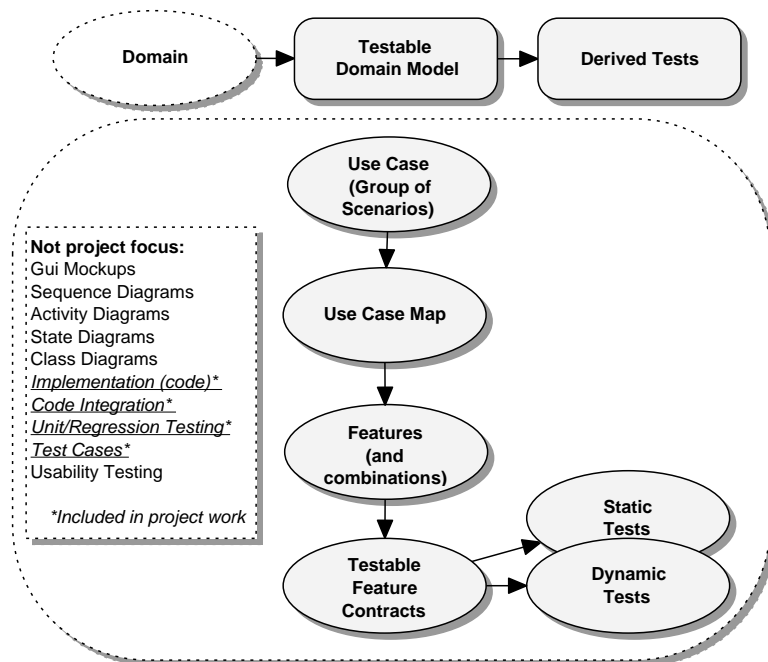 Domain
Testable
Domain Model
Derived Tests
Use Case
(Group of
Scenarios)
Not project focus:
Gui Mockups
Sequence Diagrams
Activity Diagrams
State Diagrams
Class Diagrams
Implementation (code)*
Code Integration*
Unit/Regression Testing*
Test Cases*
Usability Testing
*Included in project work
Use Case Map
Features
(and
combinations)
Testable
Feature
Contracts
Static
Tests
Dynamic
Tests